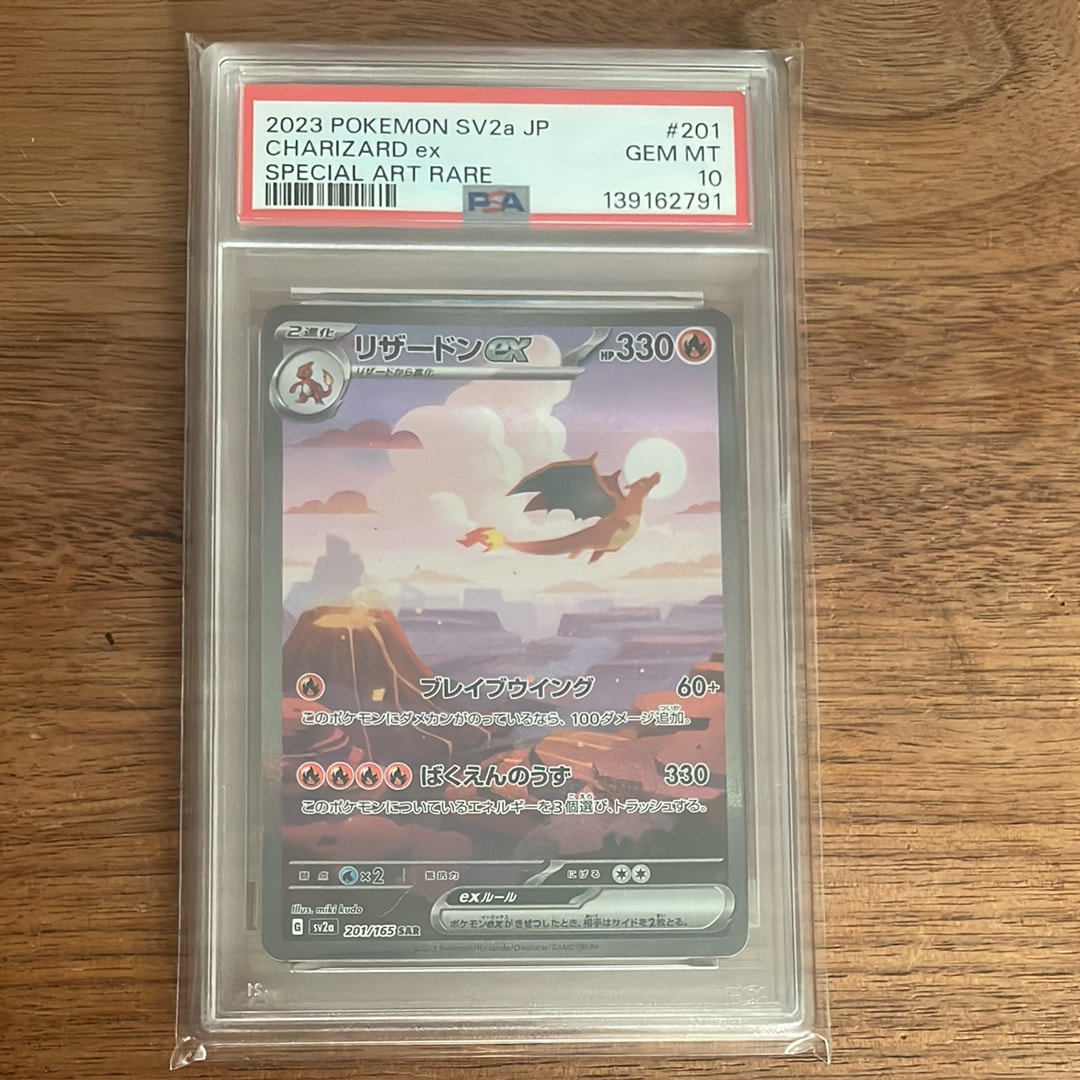 2023 POKEMON SV2a JP #201
CHARIZARD ex GEM MT
SPECIAL ART RARE 10
PSA 139162791
2進化 リザードンex HP 330
リザードから進化
ブレイブウイング 60+
このポケモンにダメカンがのっているなら、100ダメージ追加。
ばくえんのうず 330
このポケモンについているエネルギーを3個選び、トラッシュする。
弱点 ×2 抵抗力 にげる
exルール
ポケモンexがきぜつしたとき、相手はサイドを2枚とる。
Illus. miki kudo
G sv2a 201/165 SAR